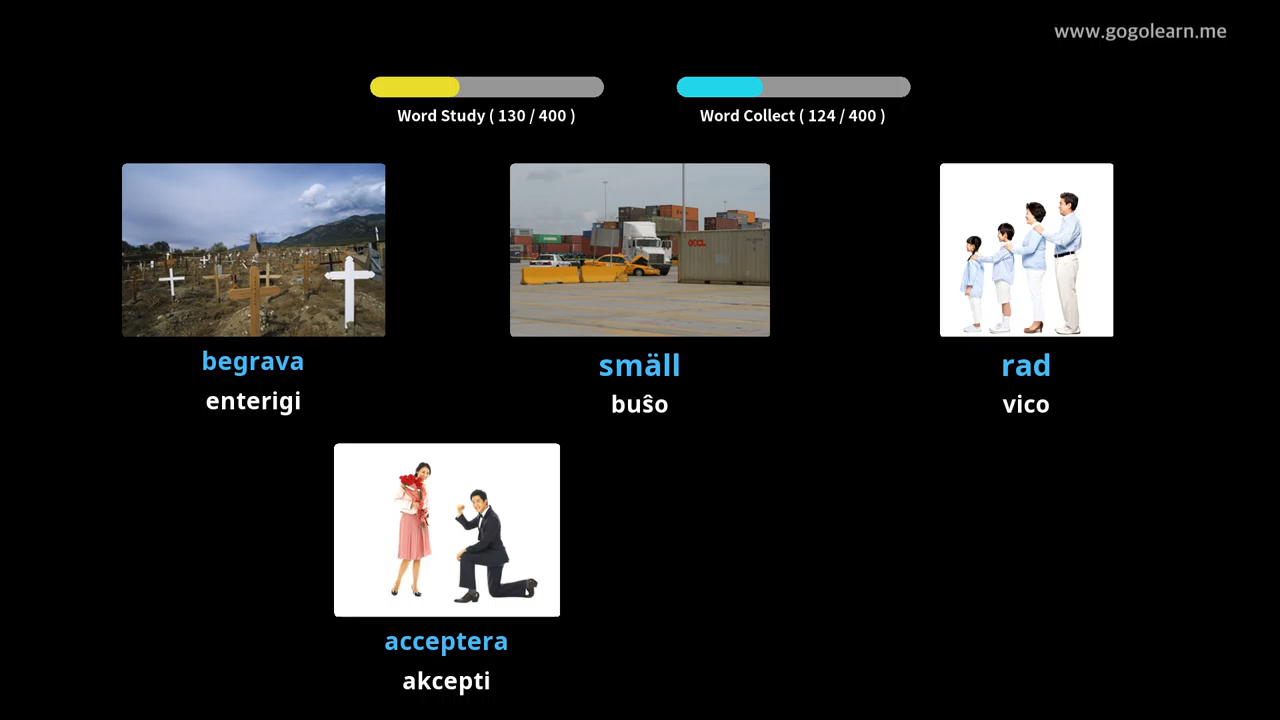 www.gogolearn.me
Word Study ( 130 / 400 )
Word Collect ( 124 / 400 )
OOCL
begrava
enterigi
smäll
buŝo
rad
vico
acceptera
akcepti